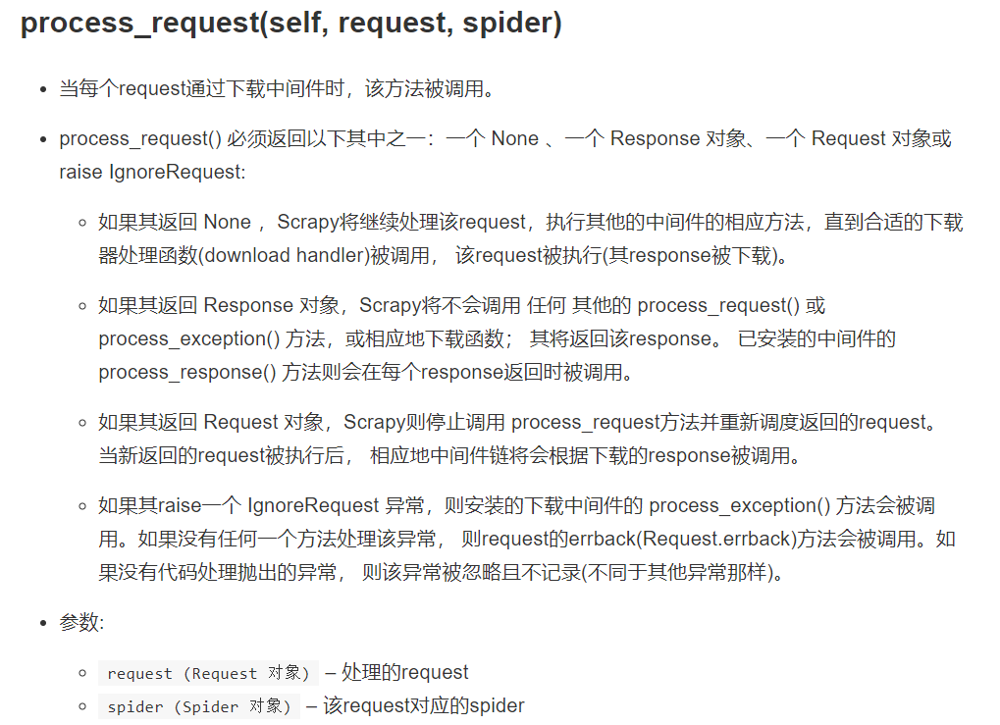 process_request(self, request, spider)
当每个request通过下载中间件时，该方法被调用。
process_request() 必须返回以下其中之一：一个 None 、一个 Response 对象、一个 Request 对象或
raise IgnoreRequest:
如果其返回 None ，Scrapy将继续处理该request，执行其他的中间件的相应方法，直到合适的下载
器处理函数(download handler)被调用， 该request被执行(其response被下载)。
如果其返回 Response 对象，Scrapy将不会调用 任何 其他的 process_request() 或
process_exception() 方法，或相应地下载函数； 其将返回该response。 已安装的中间件的
process_response() 方法则会在每个response返回时被调用。
如果其返回 Request 对象，Scrapy则停止调用 process_request方法并重新调度返回的request。
当新返回的request被执行后， 相应地中间件链将会根据下载的response被调用。
如果其raise一个 IgnoreRequest 异常，则安装的下载中间件的 process_exception() 方法会被调
用。如果没有任何一个方法处理该异常， 则request的errback(Request.errback)方法会被调用。如
果没有代码处理抛出的异常， 则该异常被忽略且不记录(不同于其他异常那样)。
参数:
request (Request 对象) – 处理的request
spider (Spider 对象) – 该request对应的spider